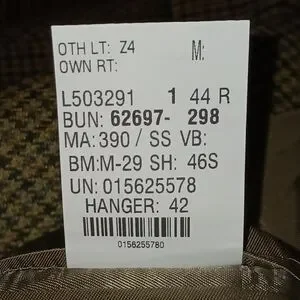 OTH LT: Z4 M:
OWN RT:
L503291 1 44 R
BUN: 62697- 298
MA: 390 / SS VB:
BM:M-29 SH: 46S
UN: 015625578
HANGER: 42
0156255780